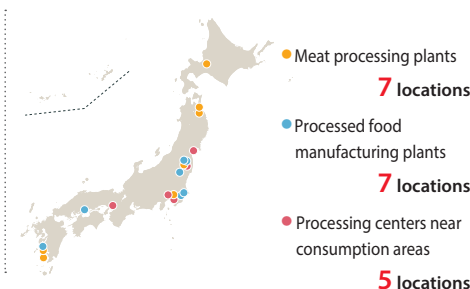 Meat processing plants
7 locations
Processed food
manufacturing plants
7 locations
Processing centers near
consumption areas
5 locations